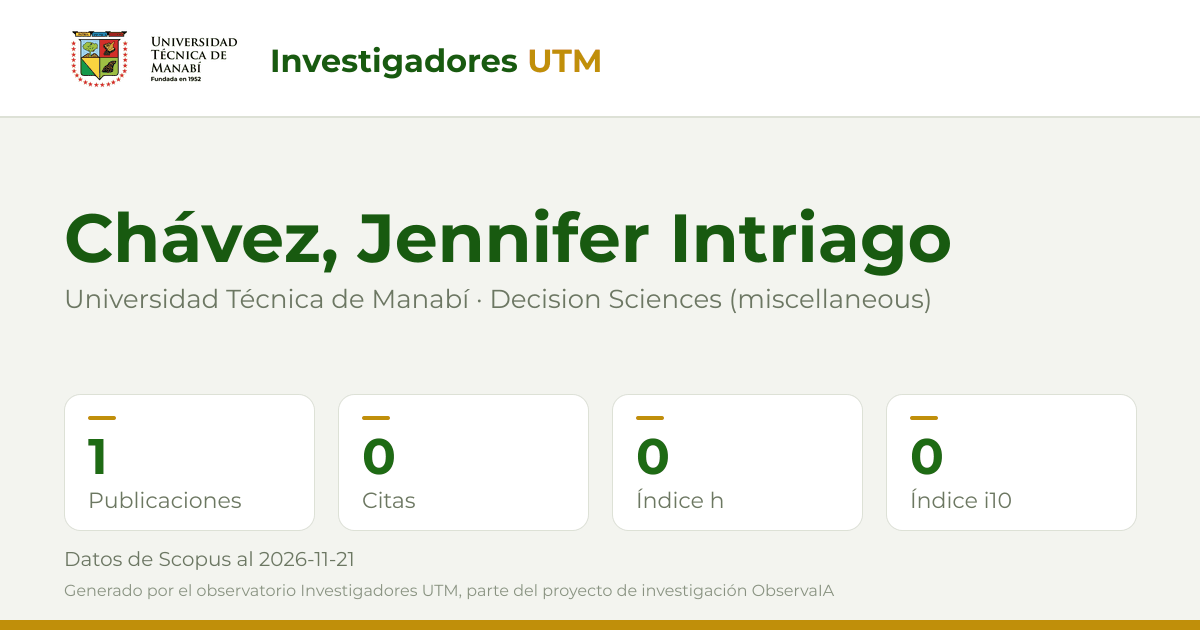 UNIVERSIDAD
TÉCNICA DE
MANABÍ
Fundada en 1952
Investigadores UTM
Chávez, Jennifer Intriago
Universidad Técnica de Manabí · Decision Sciences (miscellaneous)
1
Publicaciones
0
Citas
0
Índice h
0
Índice i10
Datos de Scopus al 2026-11-21
Generado por el observatorio Investigadores UTM, parte del proyecto de investigación ObservaIA